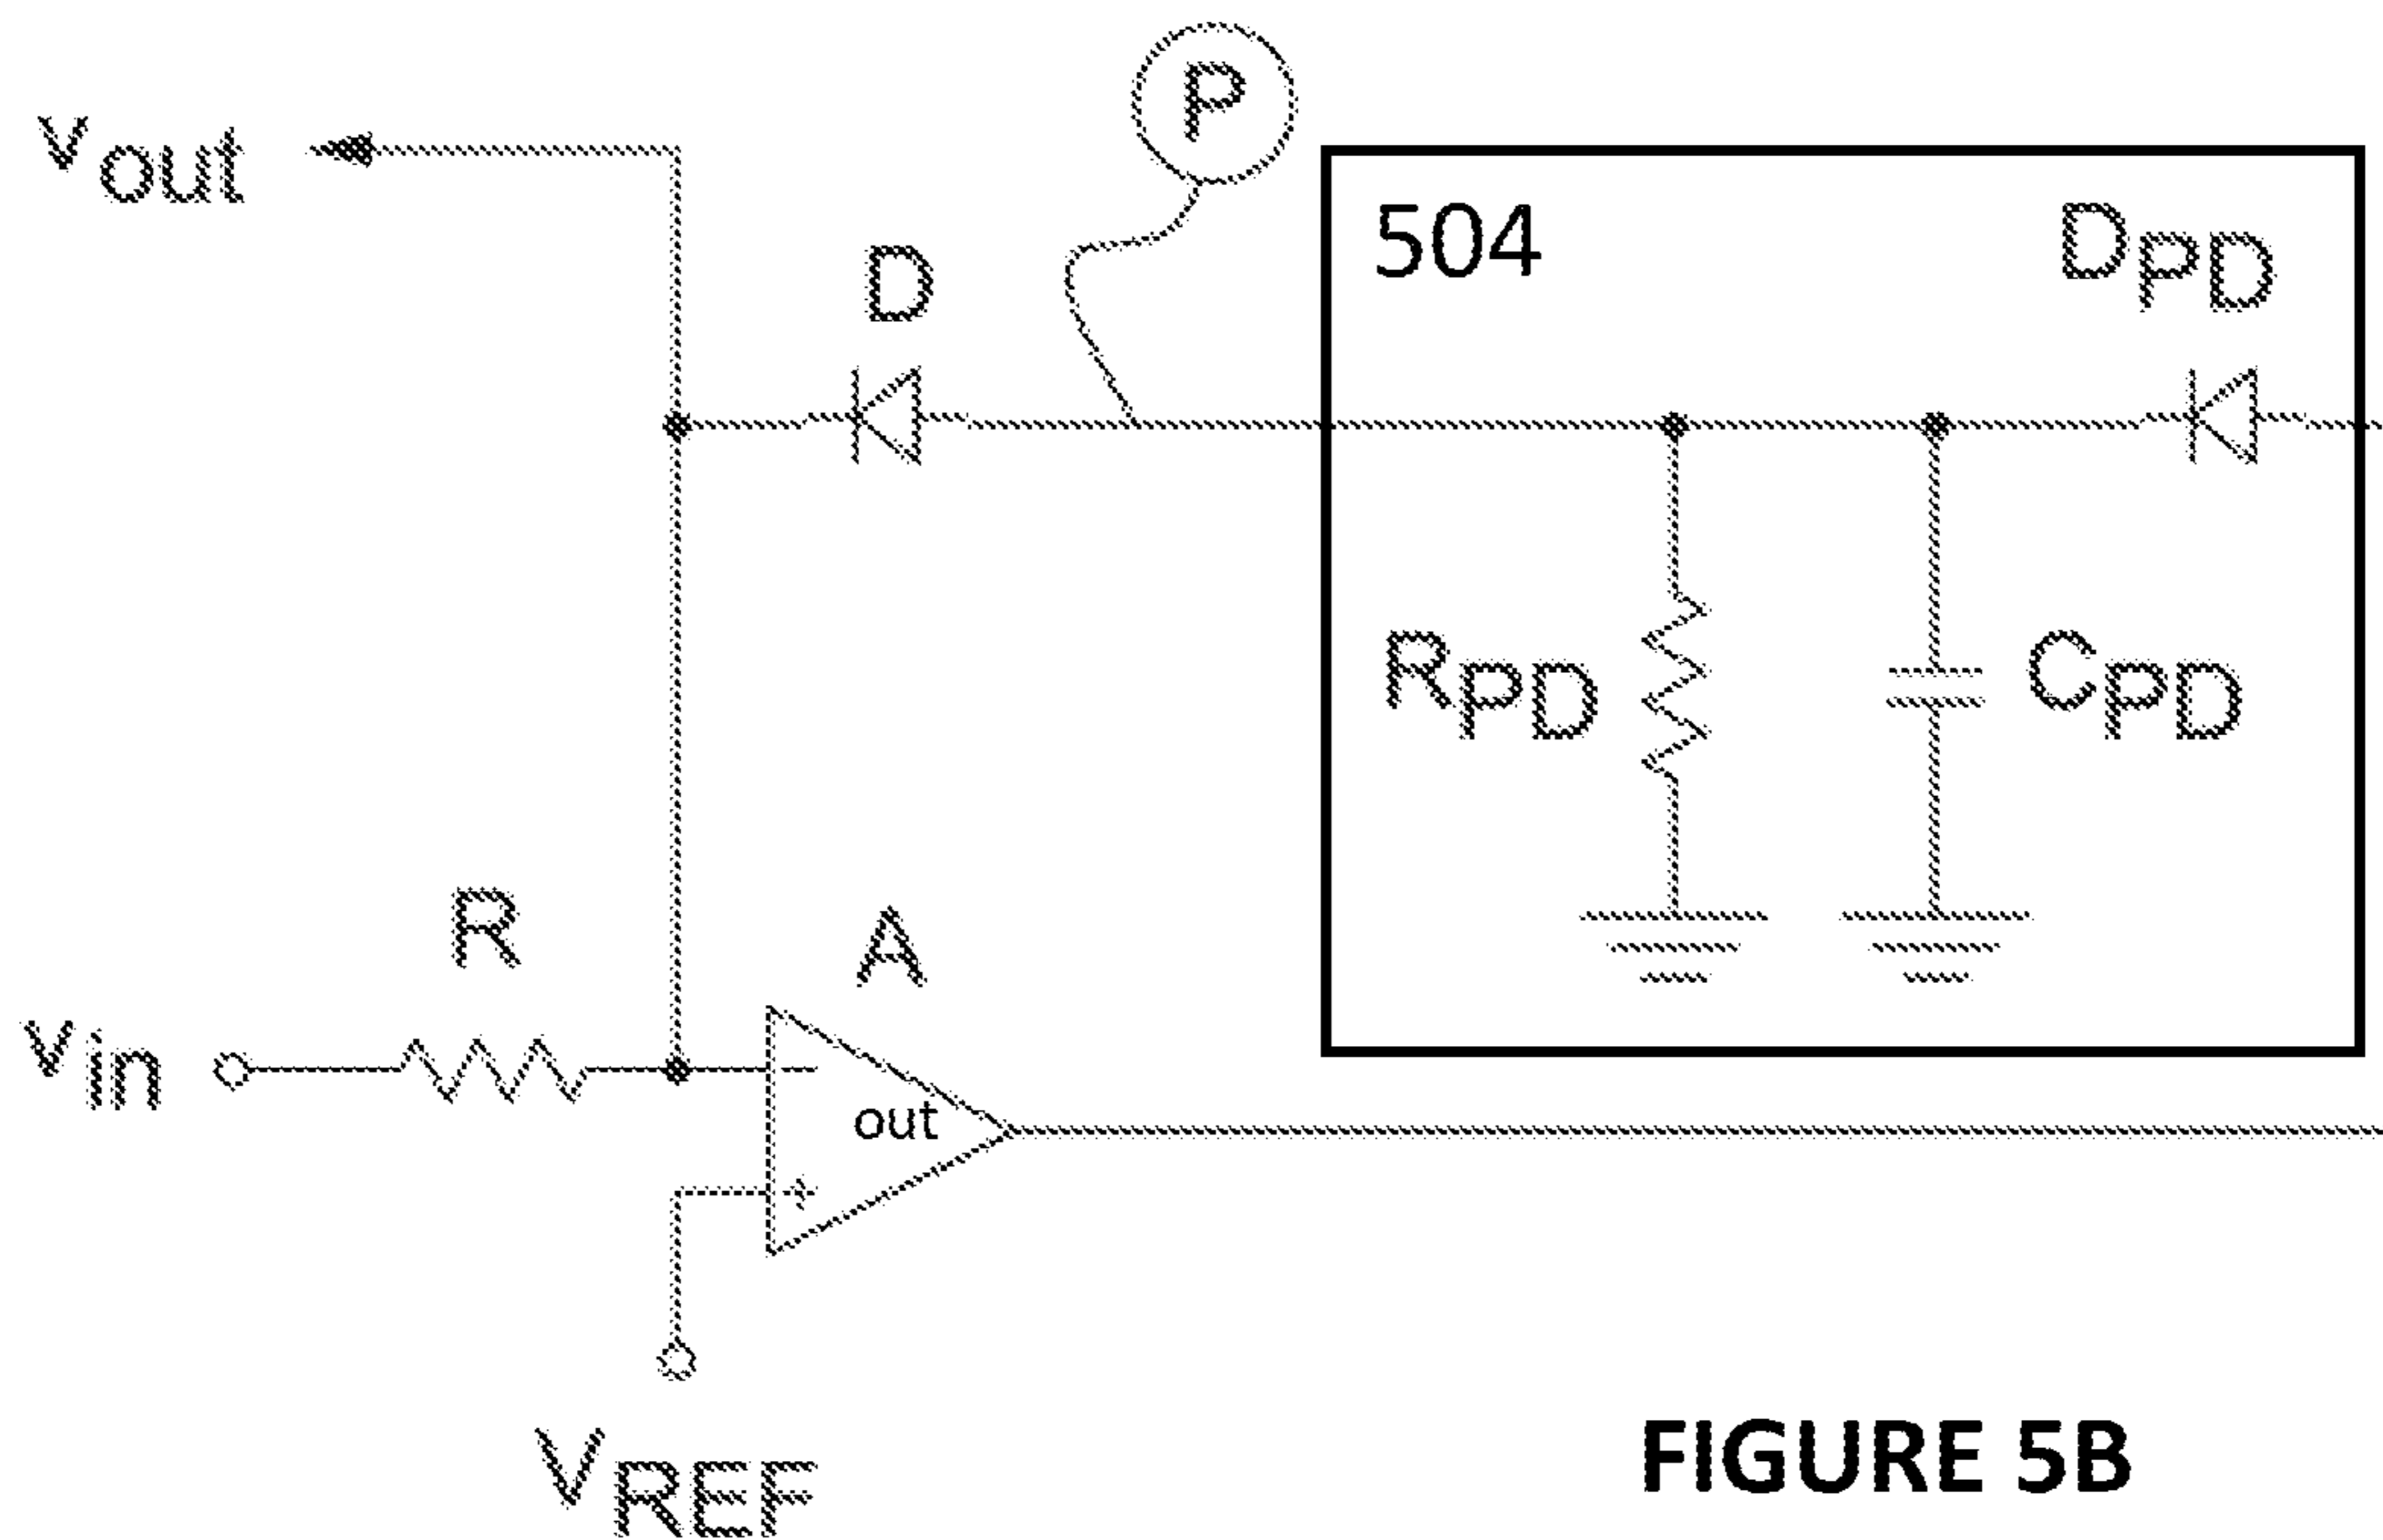 P
Vout
504
DPD
D
RPD
CPD
R
A
Vin
−
out
+
VREF
FIGURE 5B